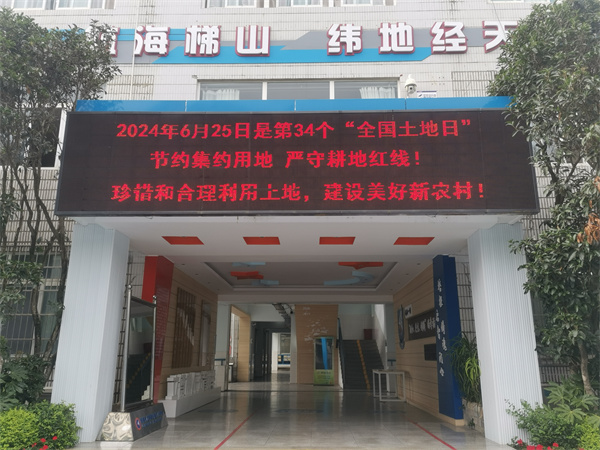 海梯山 纬地经天
2024年6月25日是第34个“全国土地日”
节约集约用地 严守耕地红线！
珍惜和合理利用土地，建设美好新农村！